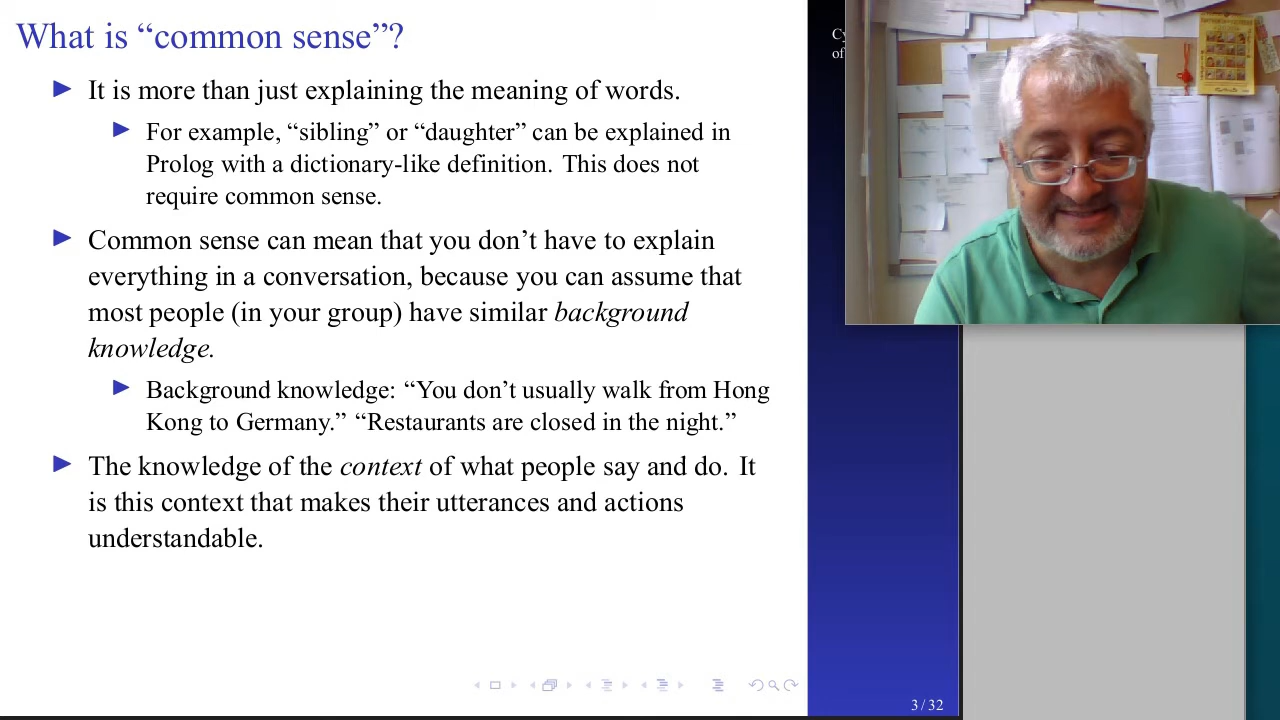 What is “common sense”?
It is more than just explaining the meaning of words.
For example, “sibling” or “daughter” can be explained in
Prolog with a dictionary-like definition. This does not
require common sense.
Common sense can mean that you don’t have to explain
everything in a conversation, because you can assume that
most people (in your group) have similar background
knowledge.
Background knowledge: “You don’t usually walk from Hong
Kong to Germany.” “Restaurants are closed in the night.”
The knowledge of the context of what people say and do. It
is this context that makes their utterances and actions
understandable.
of
3 / 32